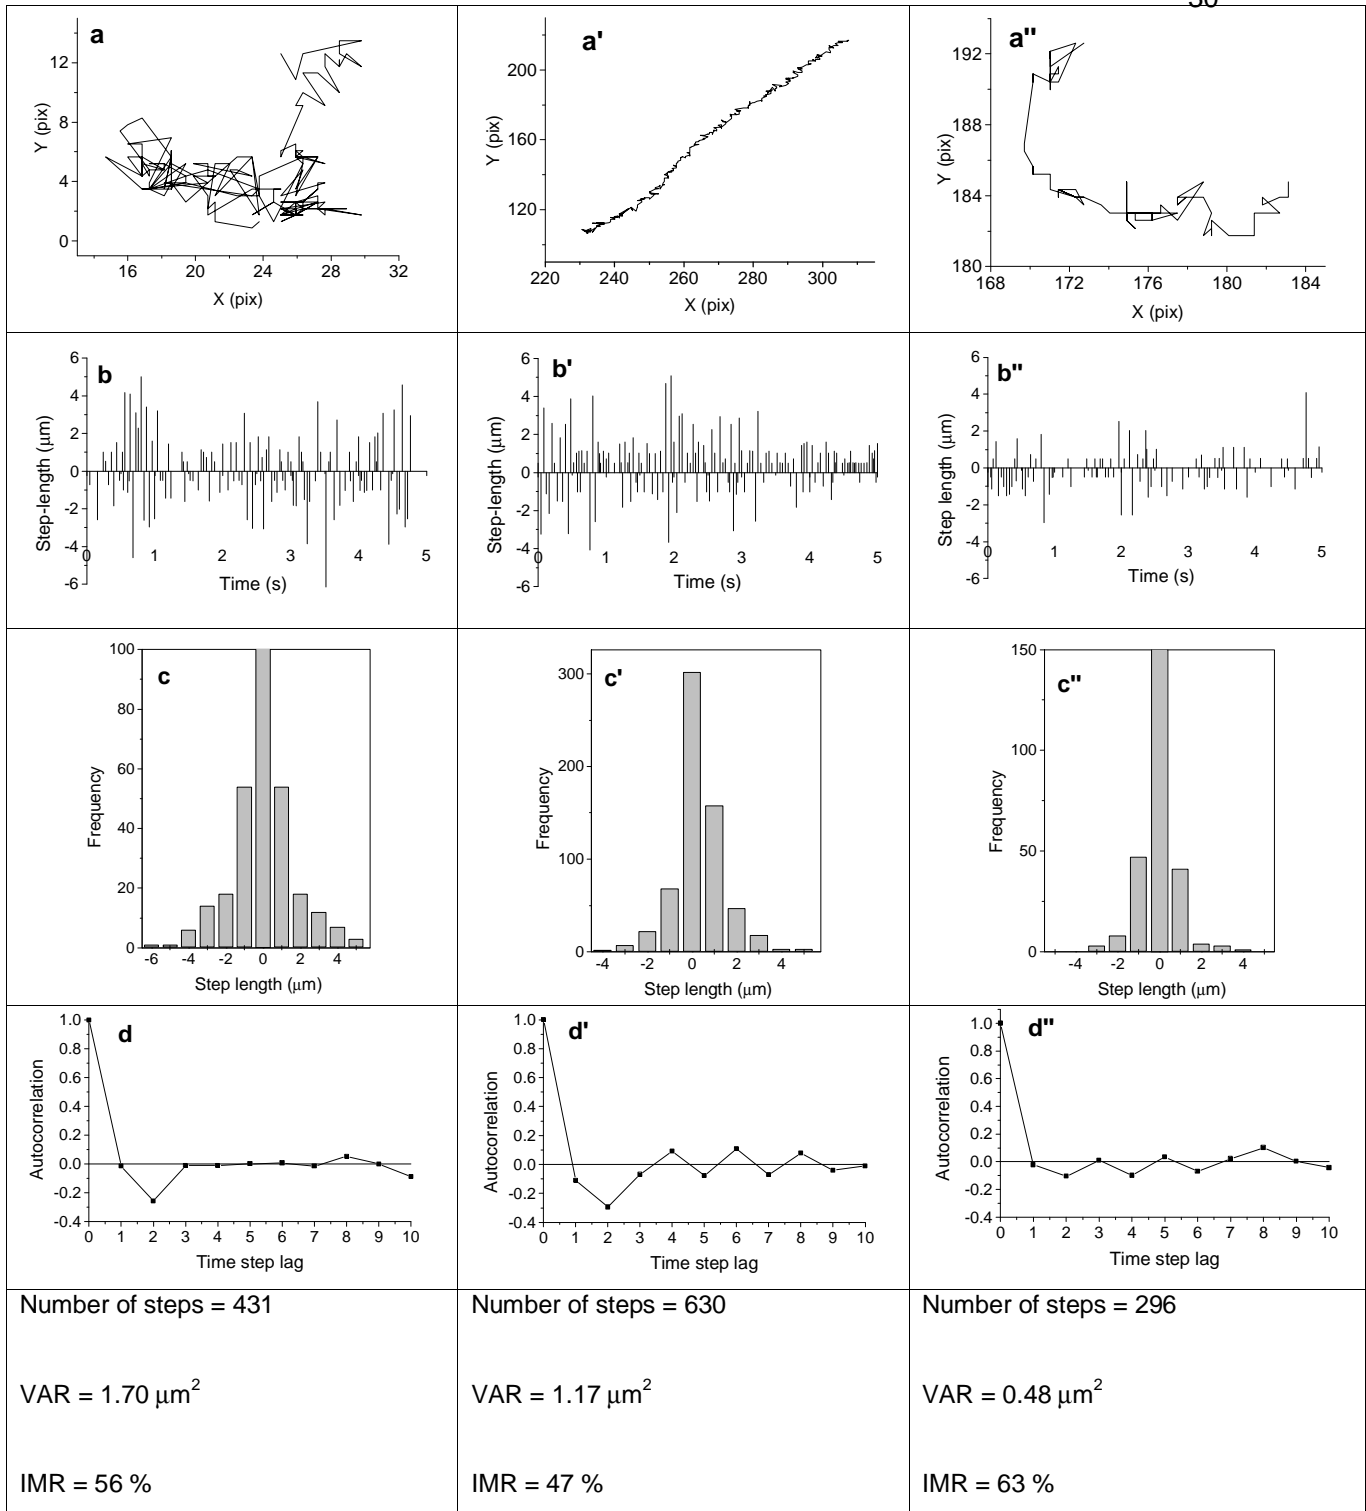 a
12
8
4
0
Y (pix)
16 20 24 28 32
X (pix)
a'
200
160
120
Y (pix)
220 240 260 280 300
X (pix)
a"
192
188
184
180
Y (pix)
168 172 176 180 184
X (pix)
b
6
4
2
0
-2
-4
-6
Step-length (μm)
0 1 2 3 4 5
Time (s)
b'
6
4
2
0
-2
-4
-6
Step-length (μm)
0 1 2 3 4 5
Time (s)
b"
6
4
2
0
-2
-4
-6
Step length (μm)
0 1 2 3 4 5
Time (s)
c
100
80
60
40
20
0
Frequency
-6 -4 -2 0 2 4
Step length (μm)
c'
300
200
100
0
Frequency
-4 -2 0 2 4
Step length (μm)
c"
150
100
50
0
Frequency
-4 -2 0 2 4
Step length (μm)
d
1.0
0.8
0.6
0.4
0.2
0.0
-0.2
-0.4
Autocorrelation
0 1 2 3 4 5 6 7 8 9 10
Time step lag
d'
1.0
0.8
0.6
0.4
0.2
0.0
-0.2
-0.4
Autocorrelation
0 1 2 3 4 5 6 7 8 9 10
Time step lag
d"
1.0
0.8
0.6
0.4
0.2
0.0
-0.2
-0.4
Autocorrelation
0 1 2 3 4 5 6 7 8 9 10
Time step lag
Number of steps = 431
VAR = 1.70 μm²
IMR = 56 %
Number of steps = 630
VAR = 1.17 μm²
IMR = 47 %
Number of steps = 296
VAR = 0.48 μm²
IMR = 63 %